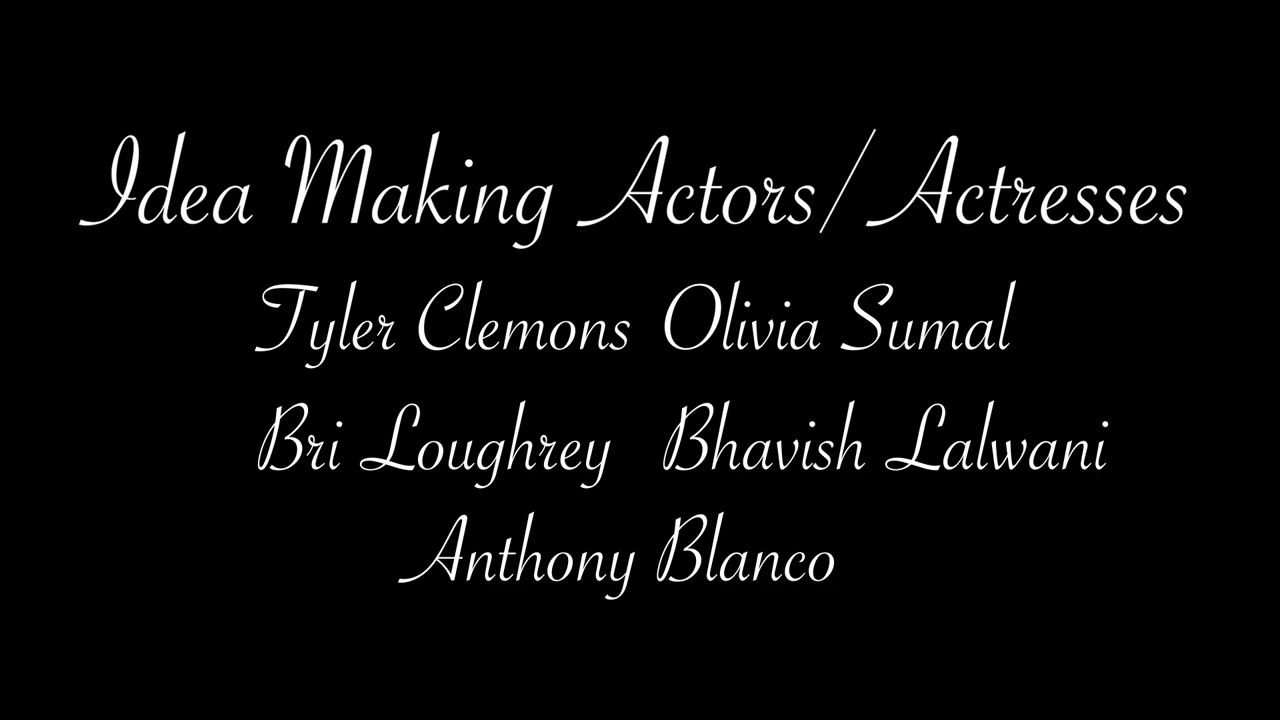 Idea Making Actors/Actresses
Tyler Clemons Olivia Sumal
Bri Loughrey Bhavish Lalwani
Anthony Blanco